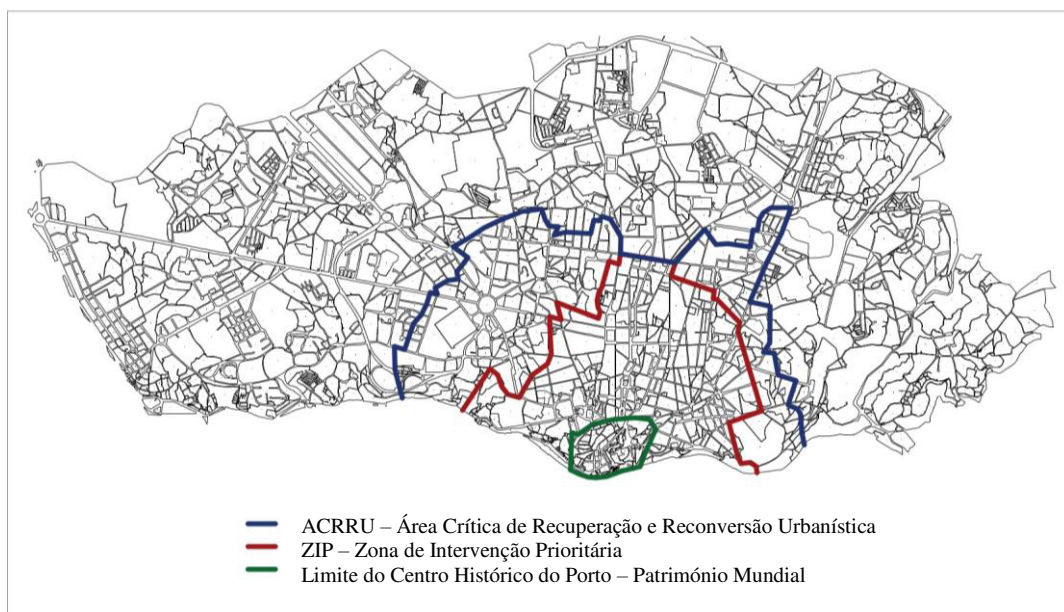 ACRRU – Área Crítica de Recuperação e Reconversão Urbanística
ZIP – Zona de Intervenção Prioritária
Limite do Centro Histórico do Porto – Património Mundial